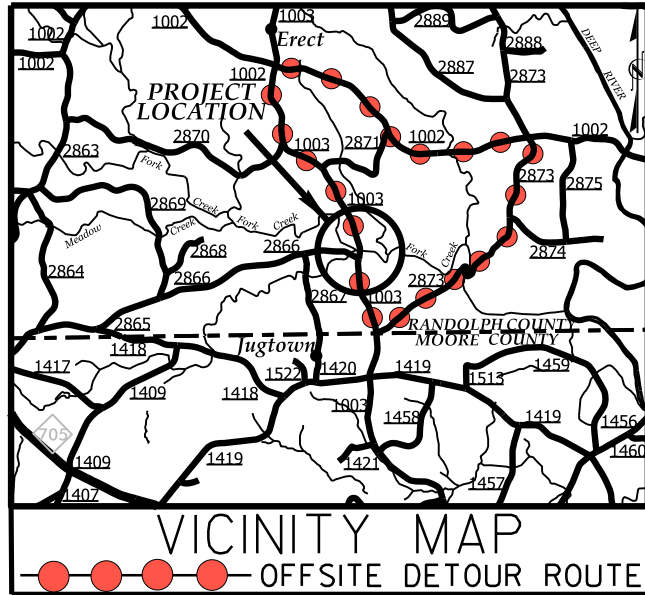 1003
1002
2889
1002
Erect
2888
DEEP RIVER
1002
1002
2887
2873
PROJECT
LOCATION
2870
1003
2871
1002
1002
2863
Fork
2873
2875
2869
1003
Creek
Fork
Creek
Meadow
Creek
2868
2866
Fork
Creek
2874
2864
2866
2867
2873
1003
2865
RANDOLPH COUNTY
MOORE COUNTY
1418
Jugtown
1417
1522
1420
1419
1513
1459
1409
1418
1003
1458
1419
1456
705
1460
1409
1419
1421
1407
1457
VICINITY MAP
OFFSITE DETOUR ROUTE